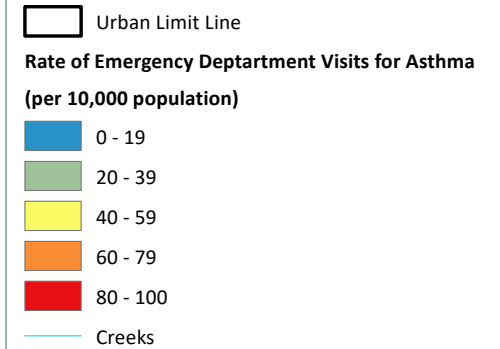 Urban Limit Line
Rate of Emergency Deptartment Visits for Asthma
(per 10,000 population)
0 - 19
20 - 39
40 - 59
60 - 79
80 - 100
Creeks